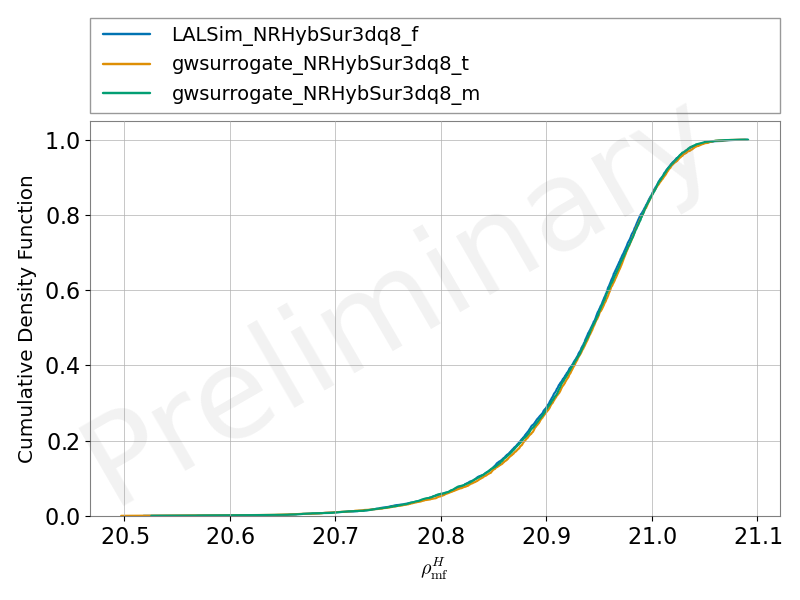 LALSim_NRHybSur3dq8_f
gwsurrogate_NRHybSur3dq8_t
gwsurrogate_NRHybSur3dq8_m
Preliminary
Cumulative Density Function
1.0
0.8
0.6
0.4
0.2
0.0
20.5 20.6 20.7 20.8 20.9 21.0 21.1
ρ_mf^H